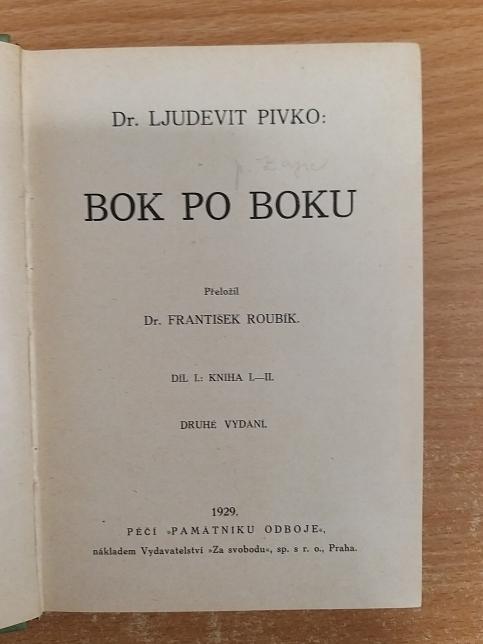 Dr. LJUDEVIT PIVKO:
BOK PO BOKU
Přeložil
Dr. FRANTIŠEK ROUBÍK.
DÍL I.: KNIHA I.—II.
DRUHÉ VYDÁNÍ.
1929.
PÉČÍ »PAMÁTNÍKU ODBOJE«,
nákladem Vydavatelství »Za svobodu«, sp. s r. o., Praha.